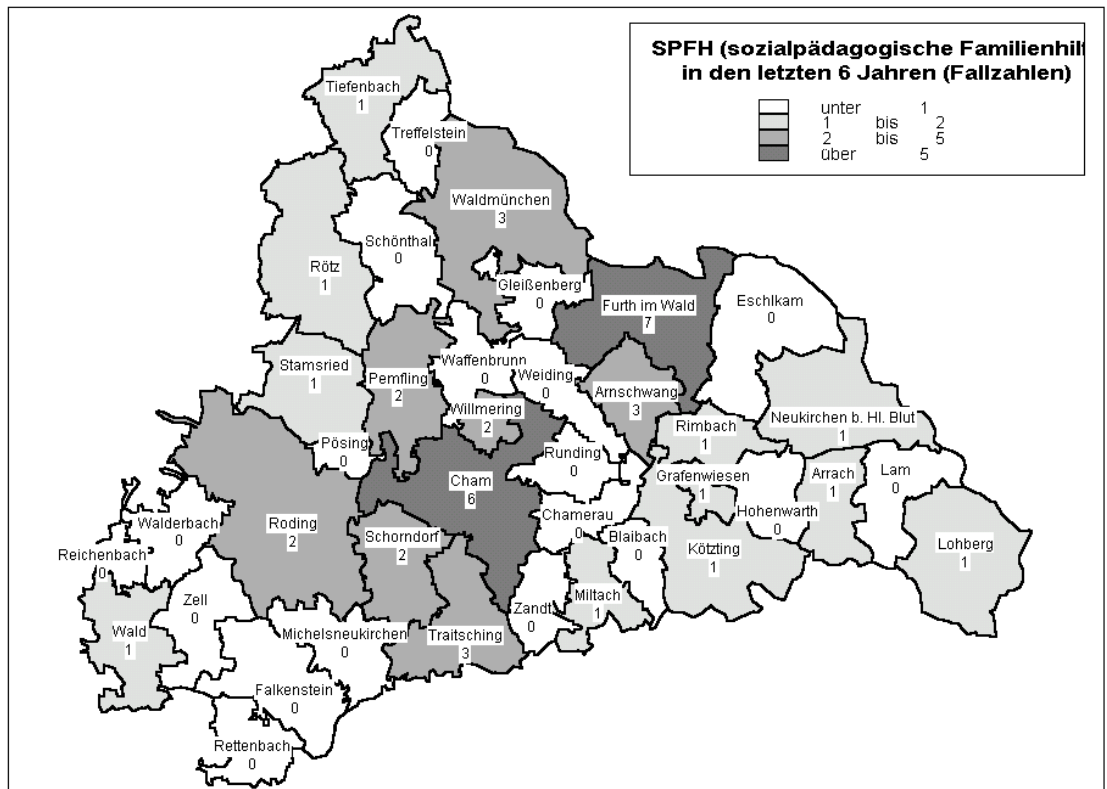 SPFH (sozialpädagogische Familienhilf
in den letzten 6 Jahren (Fallzahlen)
unter 1
1 bis 2
2 bis 5
über 5
Tiefenbach
1
Treffelstein
0
Waldmünchen
3
Schönthal
0
Rötz
1
Gleißenberg
0
Furth im Wald
7
Eschlkam
0
Stamsried
1
Pemfling
2
Waffenbrunn
0
Weiding
0
Arnschwang
3
Willmering
2
Neukirchen b. Hl. Blut
1
Rimbach
1
Pösing
0
Runding
0
Cham
6
Grafenwiesen
1
Arrach
1
Lam
0
Hohenwarth
0
Walderbach
0
Roding
2
Schorndorf
2
Chamerau
0
Blaibach
0
Kötzting
1
Lohberg
1
Reichenbach
0
Zell
0
Miltach
1
Zandt
0
Wald
1
Michelsneukirchen
0
Traitsching
3
Falkenstein
0
Rettenbach
0